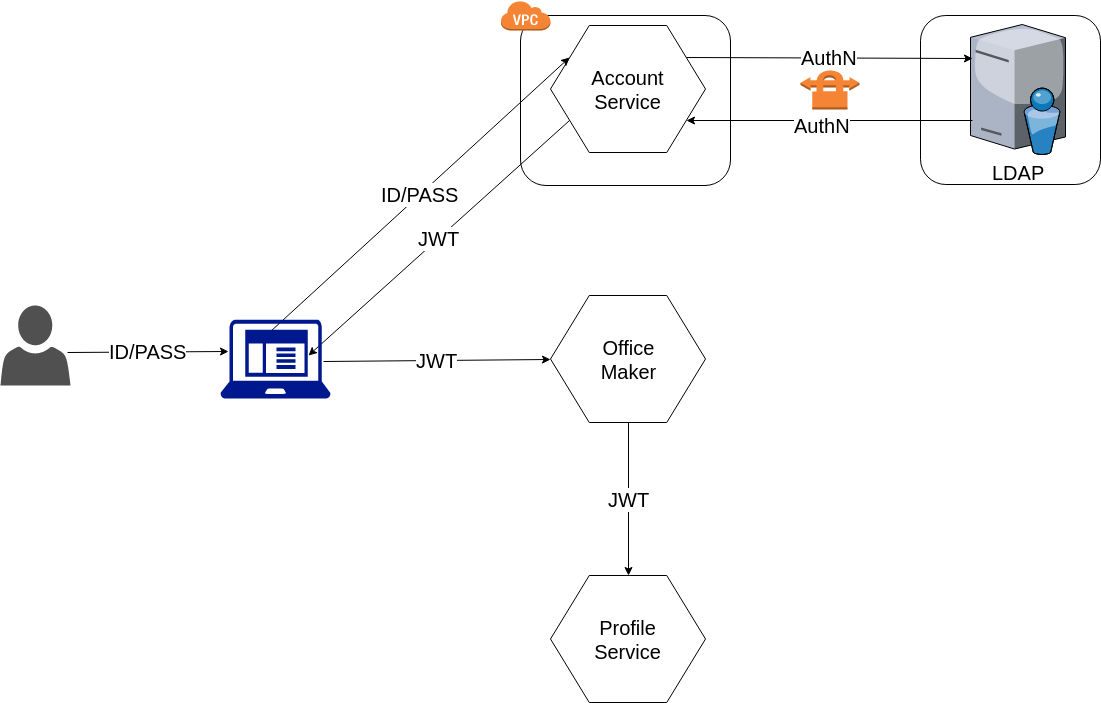 VPC
Account
Service
AuthN
AuthN
LDAP
ID/PASS
JWT
ID/PASS
JWT
Office
Maker
JWT
Profile
Service